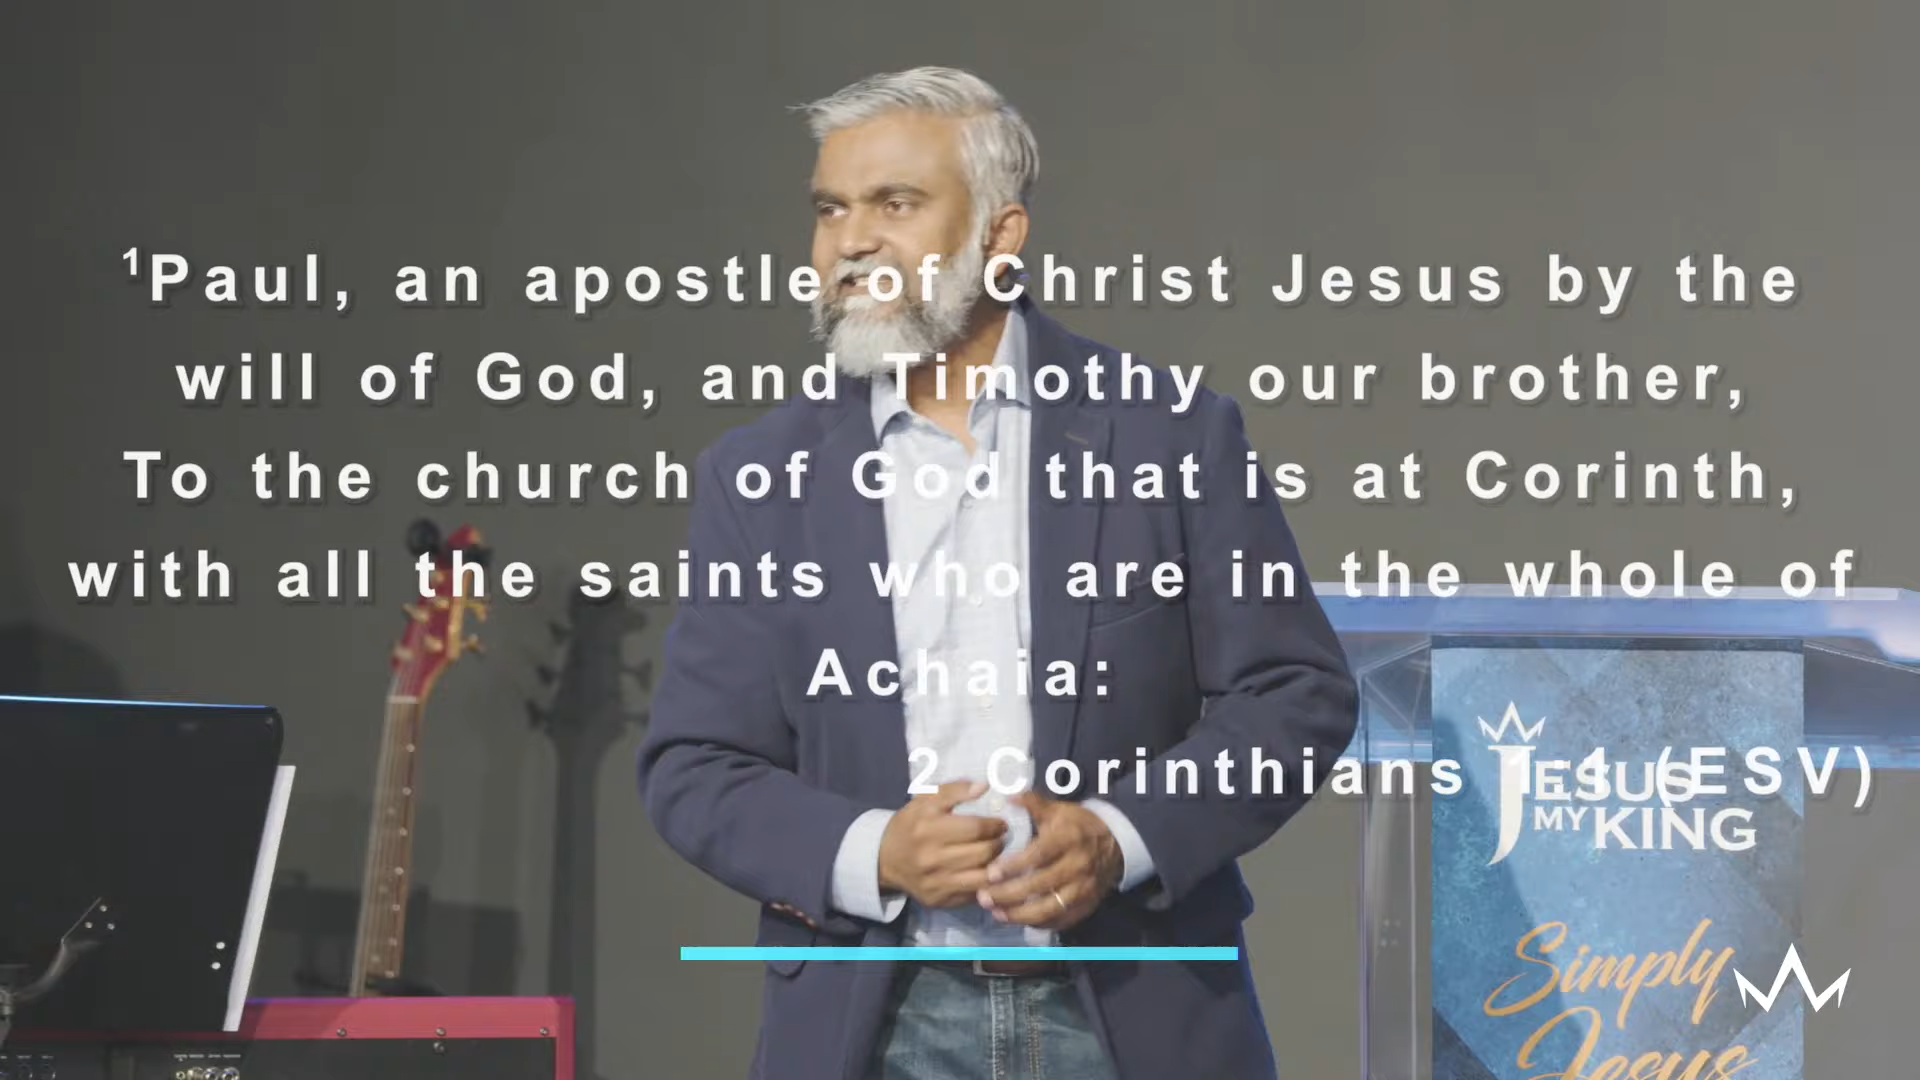 ¹Paul, an apostle of Christ Jesus by the
will of God, and Timothy our brother,
To the church of God that is at Corinth,
with all the saints who are in the whole of
Achaia:
2 Corinthians 1:1 (ESV)
JESUS
MY KING
Simply
Jesus